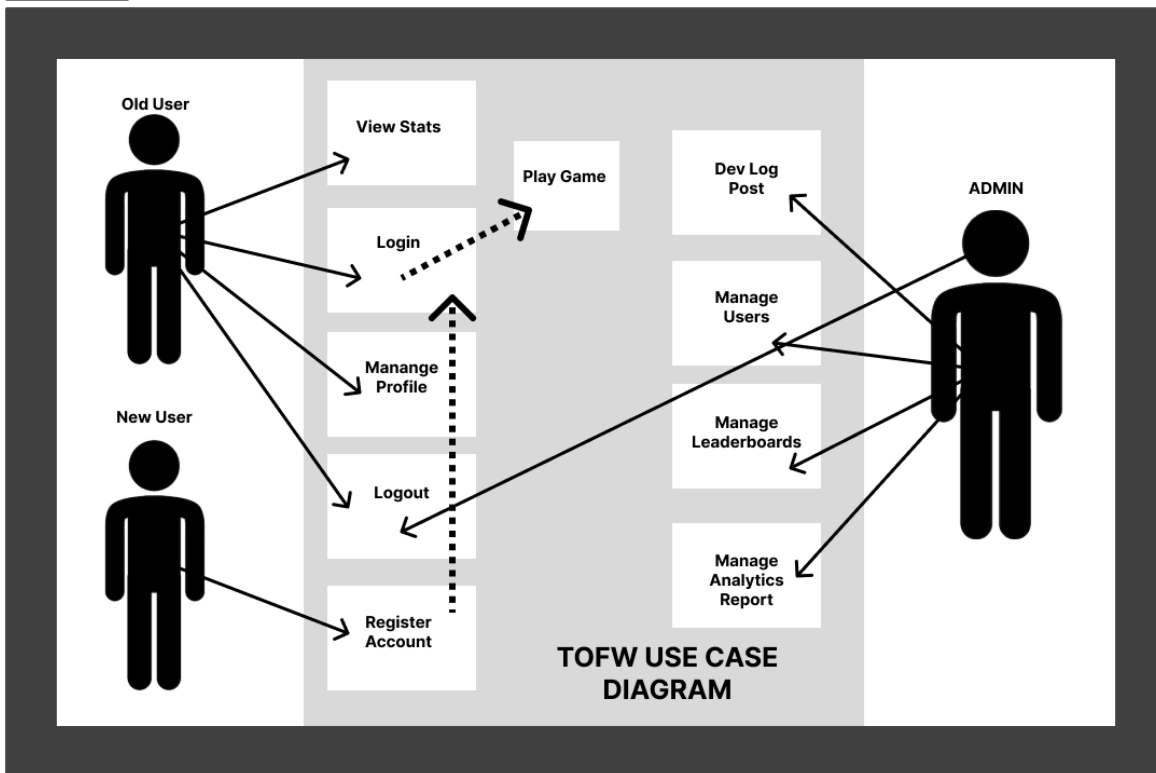 Old User
View Stats
Play Game
Dev Log
Post
ADMIN
Login
Manage
Users
Manange
Profile
New User
Manage
Leaderboards
Logout
Manage
Analytics
Report
Register
Account
TOFW USE CASE
DIAGRAM